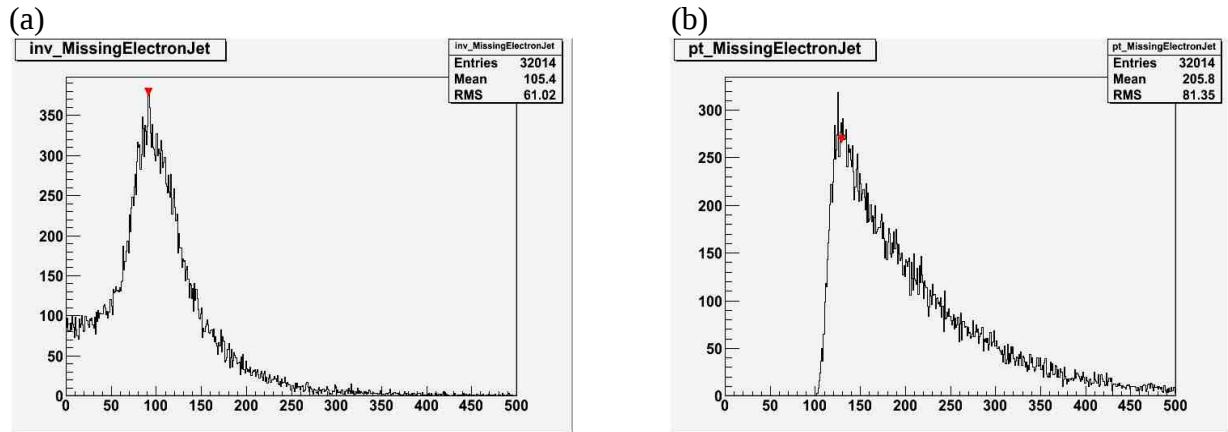 (a)
inv_MissingElectronJet
inv_MissingElectronJet
Entries 32014
Mean 105.4
RMS 61.02
350
300
250
200
150
100
50
0
0 50 100 150 200 250 300 350 400 450 500
(b)
pt_MissingElectronJet
pt_MissingElectronJet
Entries 32014
Mean 205.8
RMS 81.35
300
250
200
150
100
50
0
0 50 100 150 200 250 300 350 400 450 500